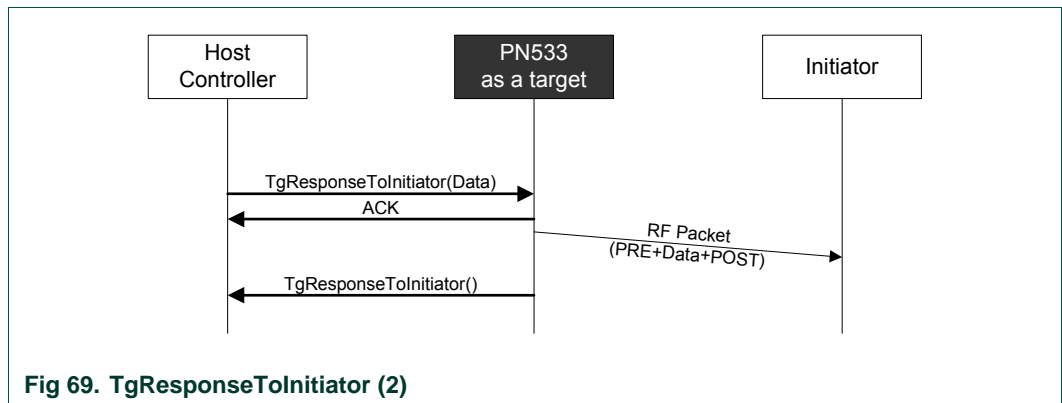 Host
Controller
PN533
as a target
Initiator
TgResponseToInitiator(Data)
ACK
RF Packet
(PRE+Data+POST)
TgResponseToInitiator()
Fig 69. TgResponseToInitiator (2)